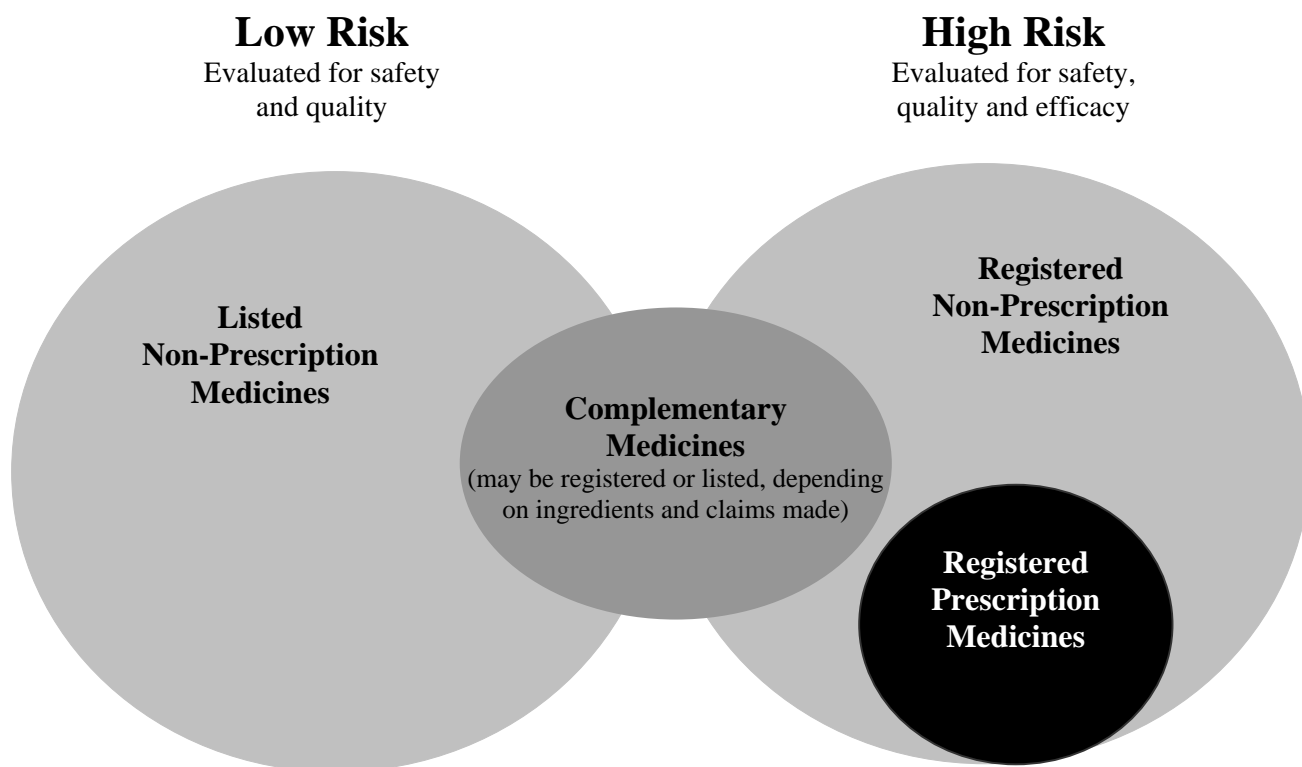 Low Risk
Evaluated for safety
and quality
High Risk
Evaluated for safety,
quality and efficacy
Listed
Non-Prescription
Medicines
Complementary
Medicines
(may be registered or listed, depending
on ingredients and claims made)
Registered
Non-Prescription
Medicines
Registered
Prescription
Medicines